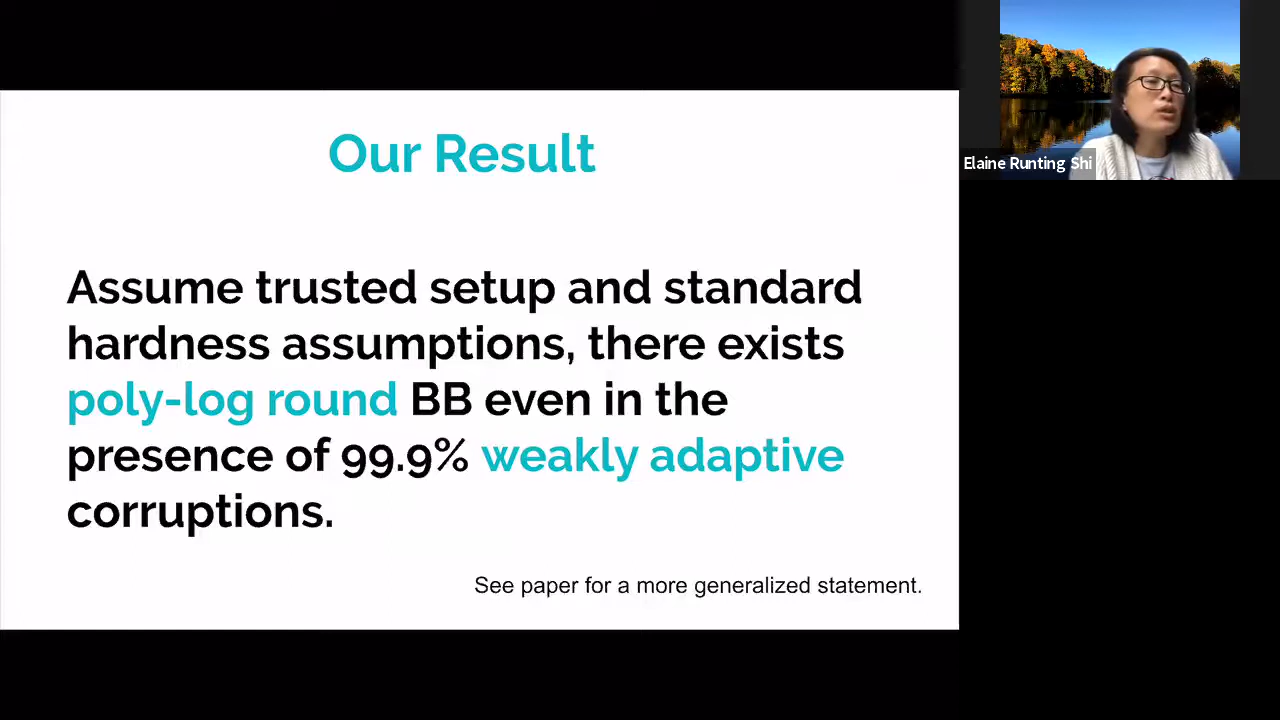 Our Result
Assume trusted setup and standard
hardness assumptions, there exists
poly-log round BB even in the
presence of 99.9% weakly adaptive
corruptions.
See paper for a more generalized statement.
Elaine Runting Shi